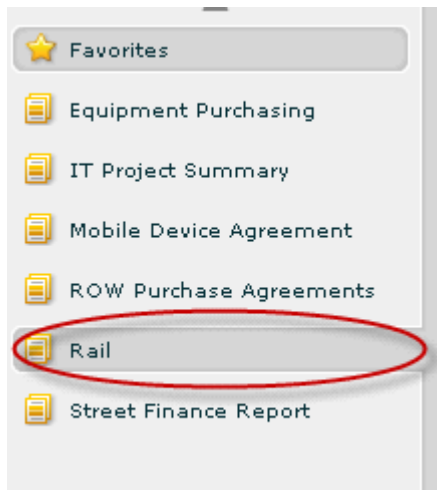 Favorites
Equipment Purchasing
IT Project Summary
Mobile Device Agreement
ROW Purchase Agreements
Rail
Street Finance Report